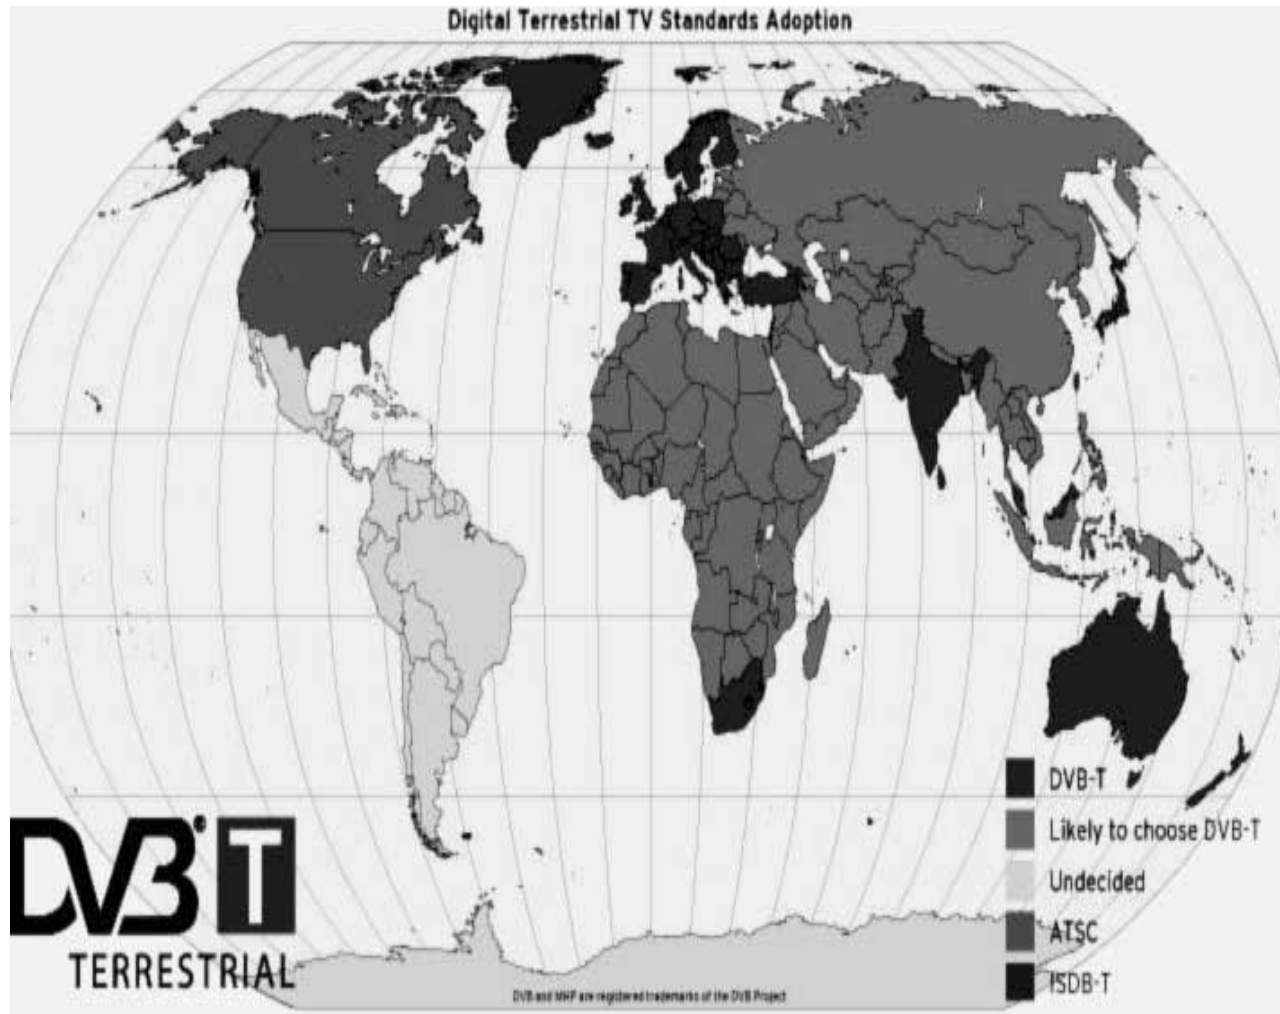 Digital Terrestrial TV Standards Adoption
DVB-T
Likely to choose DVB-T
Undecided
ATSC
ISDB-T
DVB® T
TERRESTRIAL
DVB and MHP are registered trademarks of the DVB Project